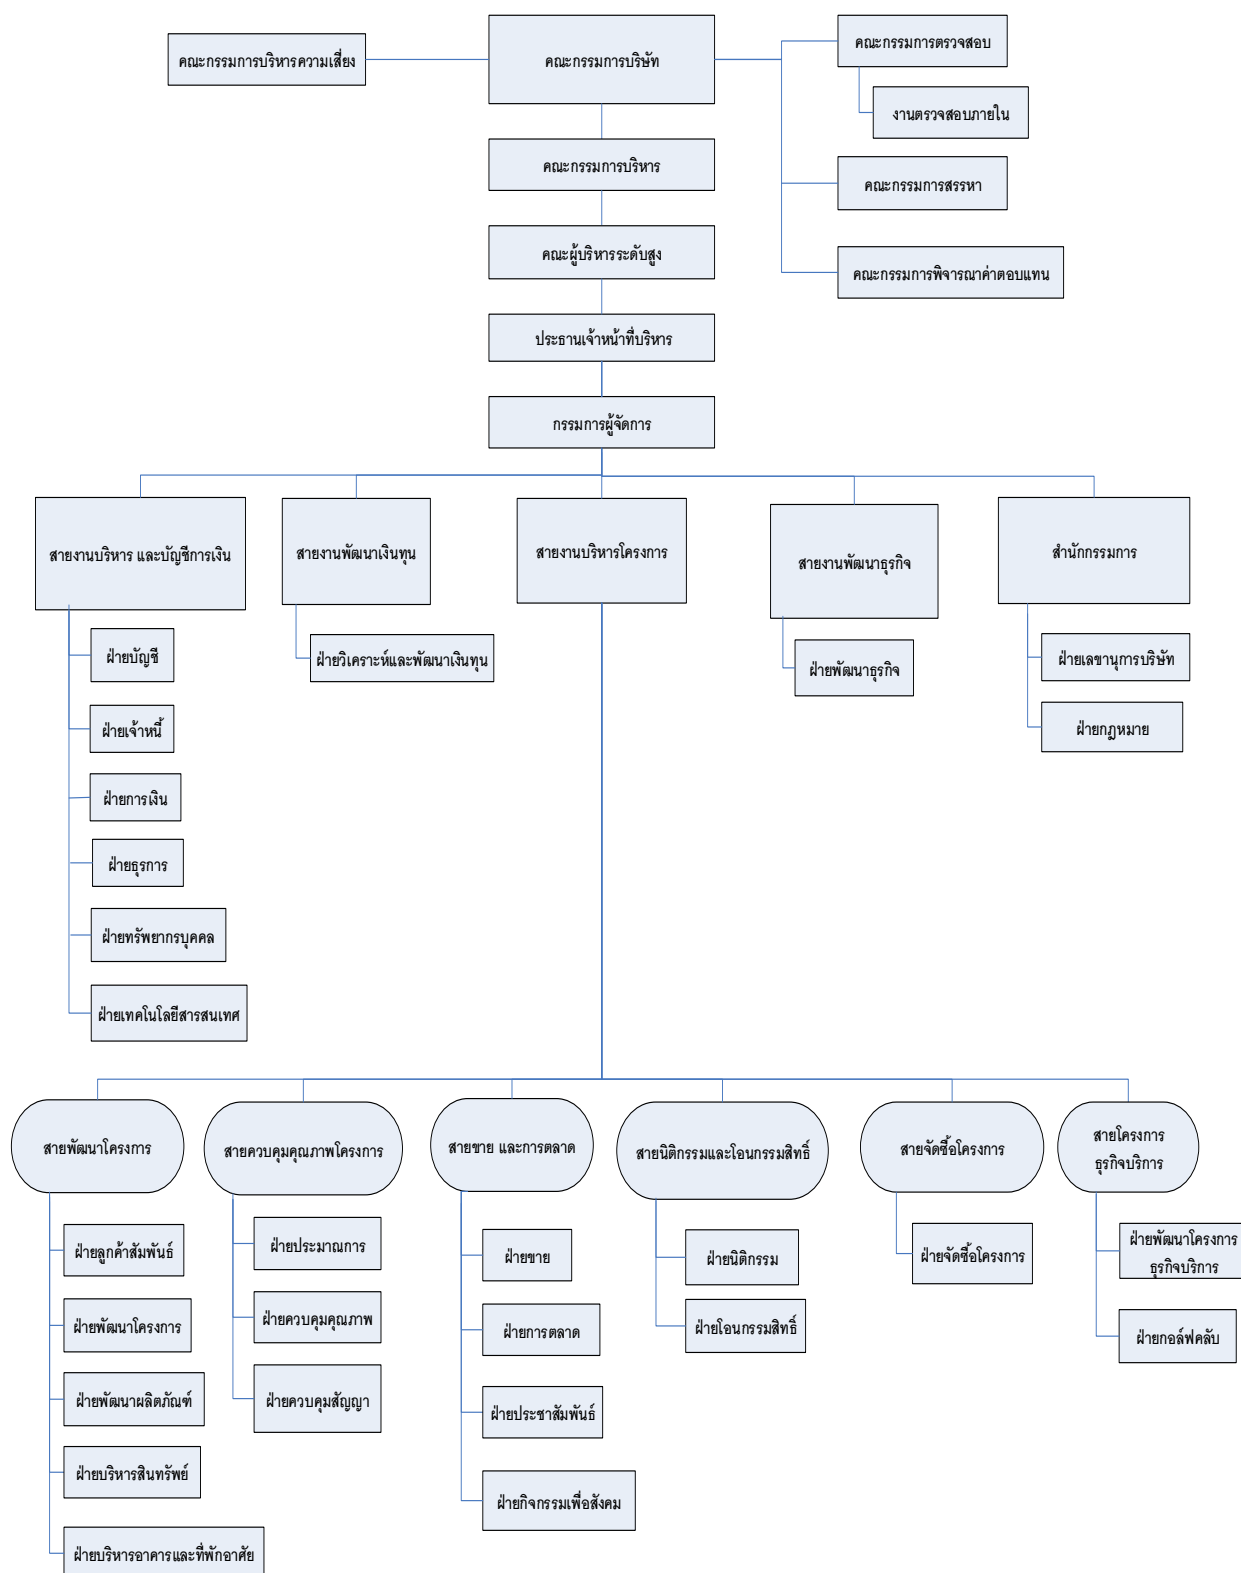 คณะกรรมการบริหารความเสี่ยง
คณะกรรมการบริษัท
คณะกรรมการตรวจสอบ
งานตรวจสอบภายใน
คณะกรรมการบริหาร
คณะกรรมการสรรหา
คณะผู้บริหารระดับสูง
คณะกรรมการพิจารณาค่าตอบแทน
ประธานเจ้าหน้าที่บริหาร
กรรมการผู้จัดการ
สายงานบริหาร และบัญชีการเงิน
สายงานพัฒนาเงินทุน
สายงานบริหารโครงการ
สายงานพัฒนาธุรกิจ
สำนักกรรมการ
ฝ่ายบัญชี
ฝ่ายเจ้าหนี้
ฝ่ายการเงิน
ฝ่ายธุรการ
ฝ่ายทรัพยากรบุคคล
ฝ่ายเทคโนโลยีสารสนเทศ
ฝ่ายวิเคราะห์และพัฒนาเงินทุน
ฝ่ายพัฒนาธุรกิจ
ฝ่ายเลขานุการบริษัท
ฝ่ายกฎหมาย
สายพัฒนาโครงการ
สายควบคุมคุณภาพโครงการ
สายขาย และการตลาด
สายนิติกรรมและโอนกรรมสิทธิ์
สายจัดซื้อโครงการ
สายโครงการ
ธุรกิจบริการ
ฝ่ายลูกค้าสัมพันธ์
ฝ่ายพัฒนาโครงการ
ฝ่ายพัฒนาผลิตภัณฑ์
ฝ่ายบริหารสินทรัพย์
ฝ่ายบริหารอาคารและที่พักอาศัย
ฝ่ายประมาณการ
ฝ่ายควบคุมคุณภาพ
ฝ่ายควบคุมสัญญา
ฝ่ายขาย
ฝ่ายการตลาด
ฝ่ายประชาสัมพันธ์
ฝ่ายกิจกรรมเพื่อสังคม
ฝ่ายนิติกรรม
ฝ่ายโอนกรรมสิทธิ์
ฝ่ายจัดซื้อโครงการ
ฝ่ายพัฒนาโครงการ
ธุรกิจบริการ
ฝ่ายกอล์ฟคลับ